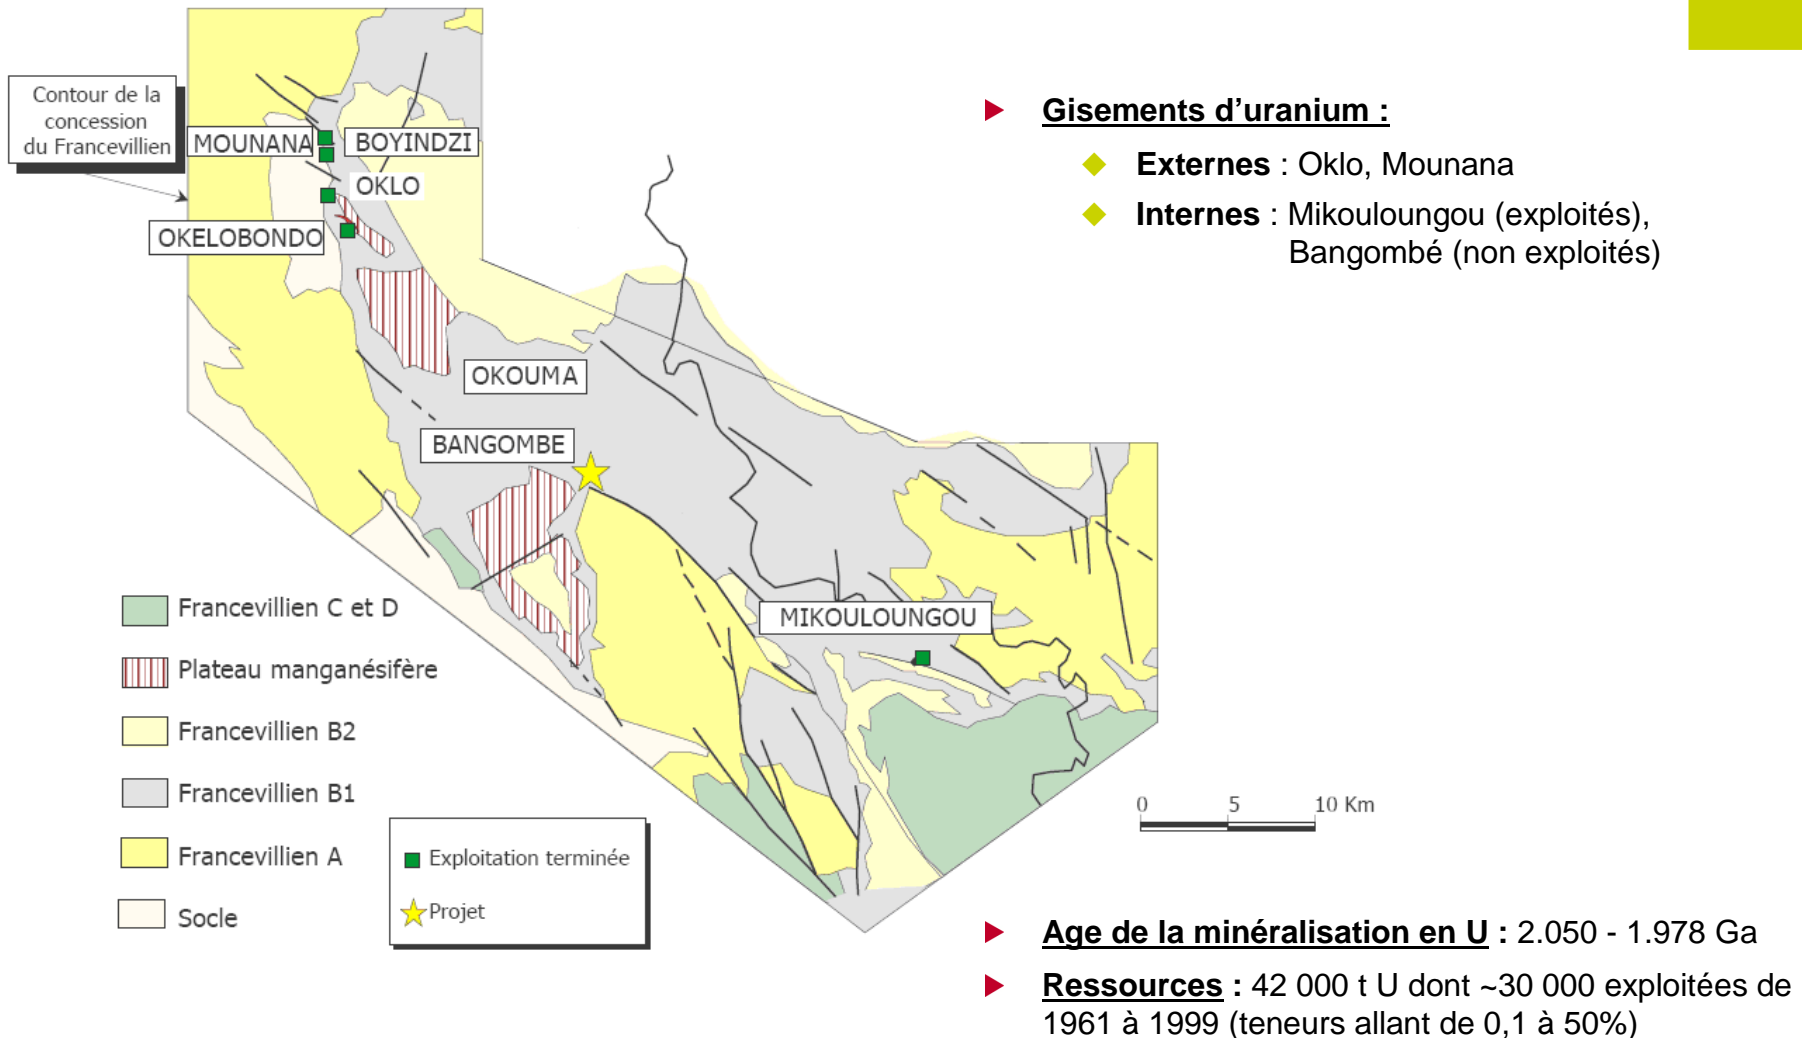 Contour de la
concession
du Francevillien
MOUNANA
BOYINDZI
OKLO
OKELOBONDO
OKOUMA
BANGOMBE
MIKOULOUNGOU
Francevillien C et D
Plateau manganésifère
Francevillien B2
Francevillien B1
Francevillien A
Socle
Exploitation terminée
Projet
0 5 10 Km
Gisements d’uranium :
Externes : Oklo, Mounana
Internes : Mikouloungou (exploités),
Bangombé (non exploités)
Age de la minéralisation en U : 2.050 - 1.978 Ga
Ressources : 42 000 t U dont ~30 000 exploitées de
1961 à 1999 (teneurs allant de 0,1 à 50%)